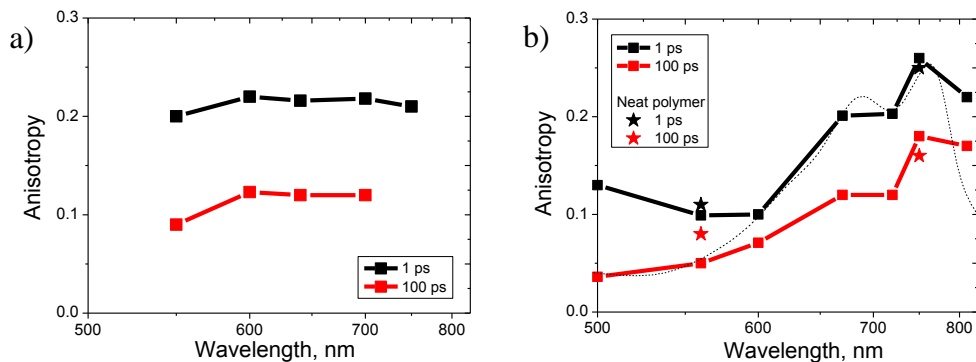 a)
0.3
0.2
0.1
0.0
Anisotropy
500
600
700
800
Wavelength, nm
1 ps
100 ps
b)
0.3
0.2
0.1
0.0
Anisotropy
500
600
700
800
Wavelength, nm
1 ps
100 ps
Neat polymer
1 ps
100 ps